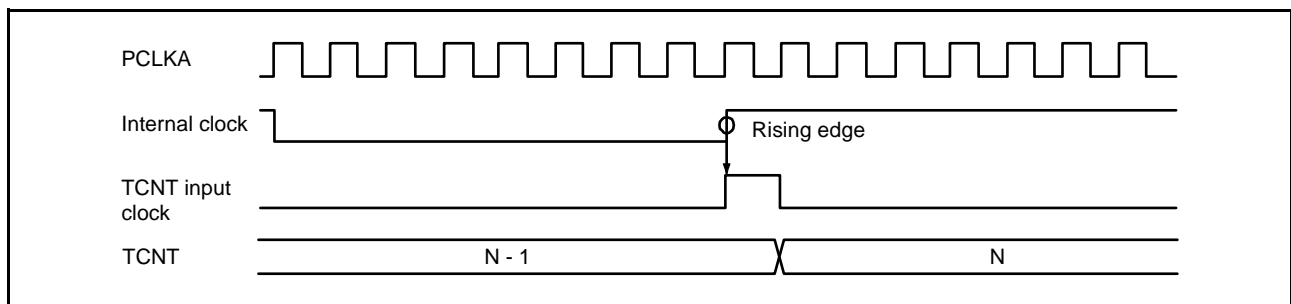 PCLKA
Internal clock
Rising edge
TCNT input
clock
TCNT
N - 1
N